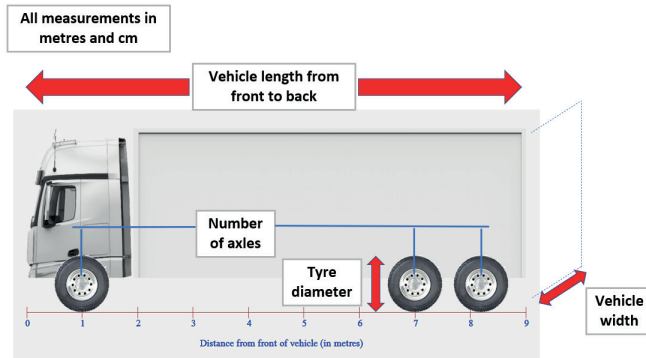 All measurements in
metres and cm
Vehicle length from
front to back
Number
of axles
Tyre
diameter
Vehicle
width
0 1 2 3 4 5 6 7 8 9
Distance from front of vehicle (in metres)